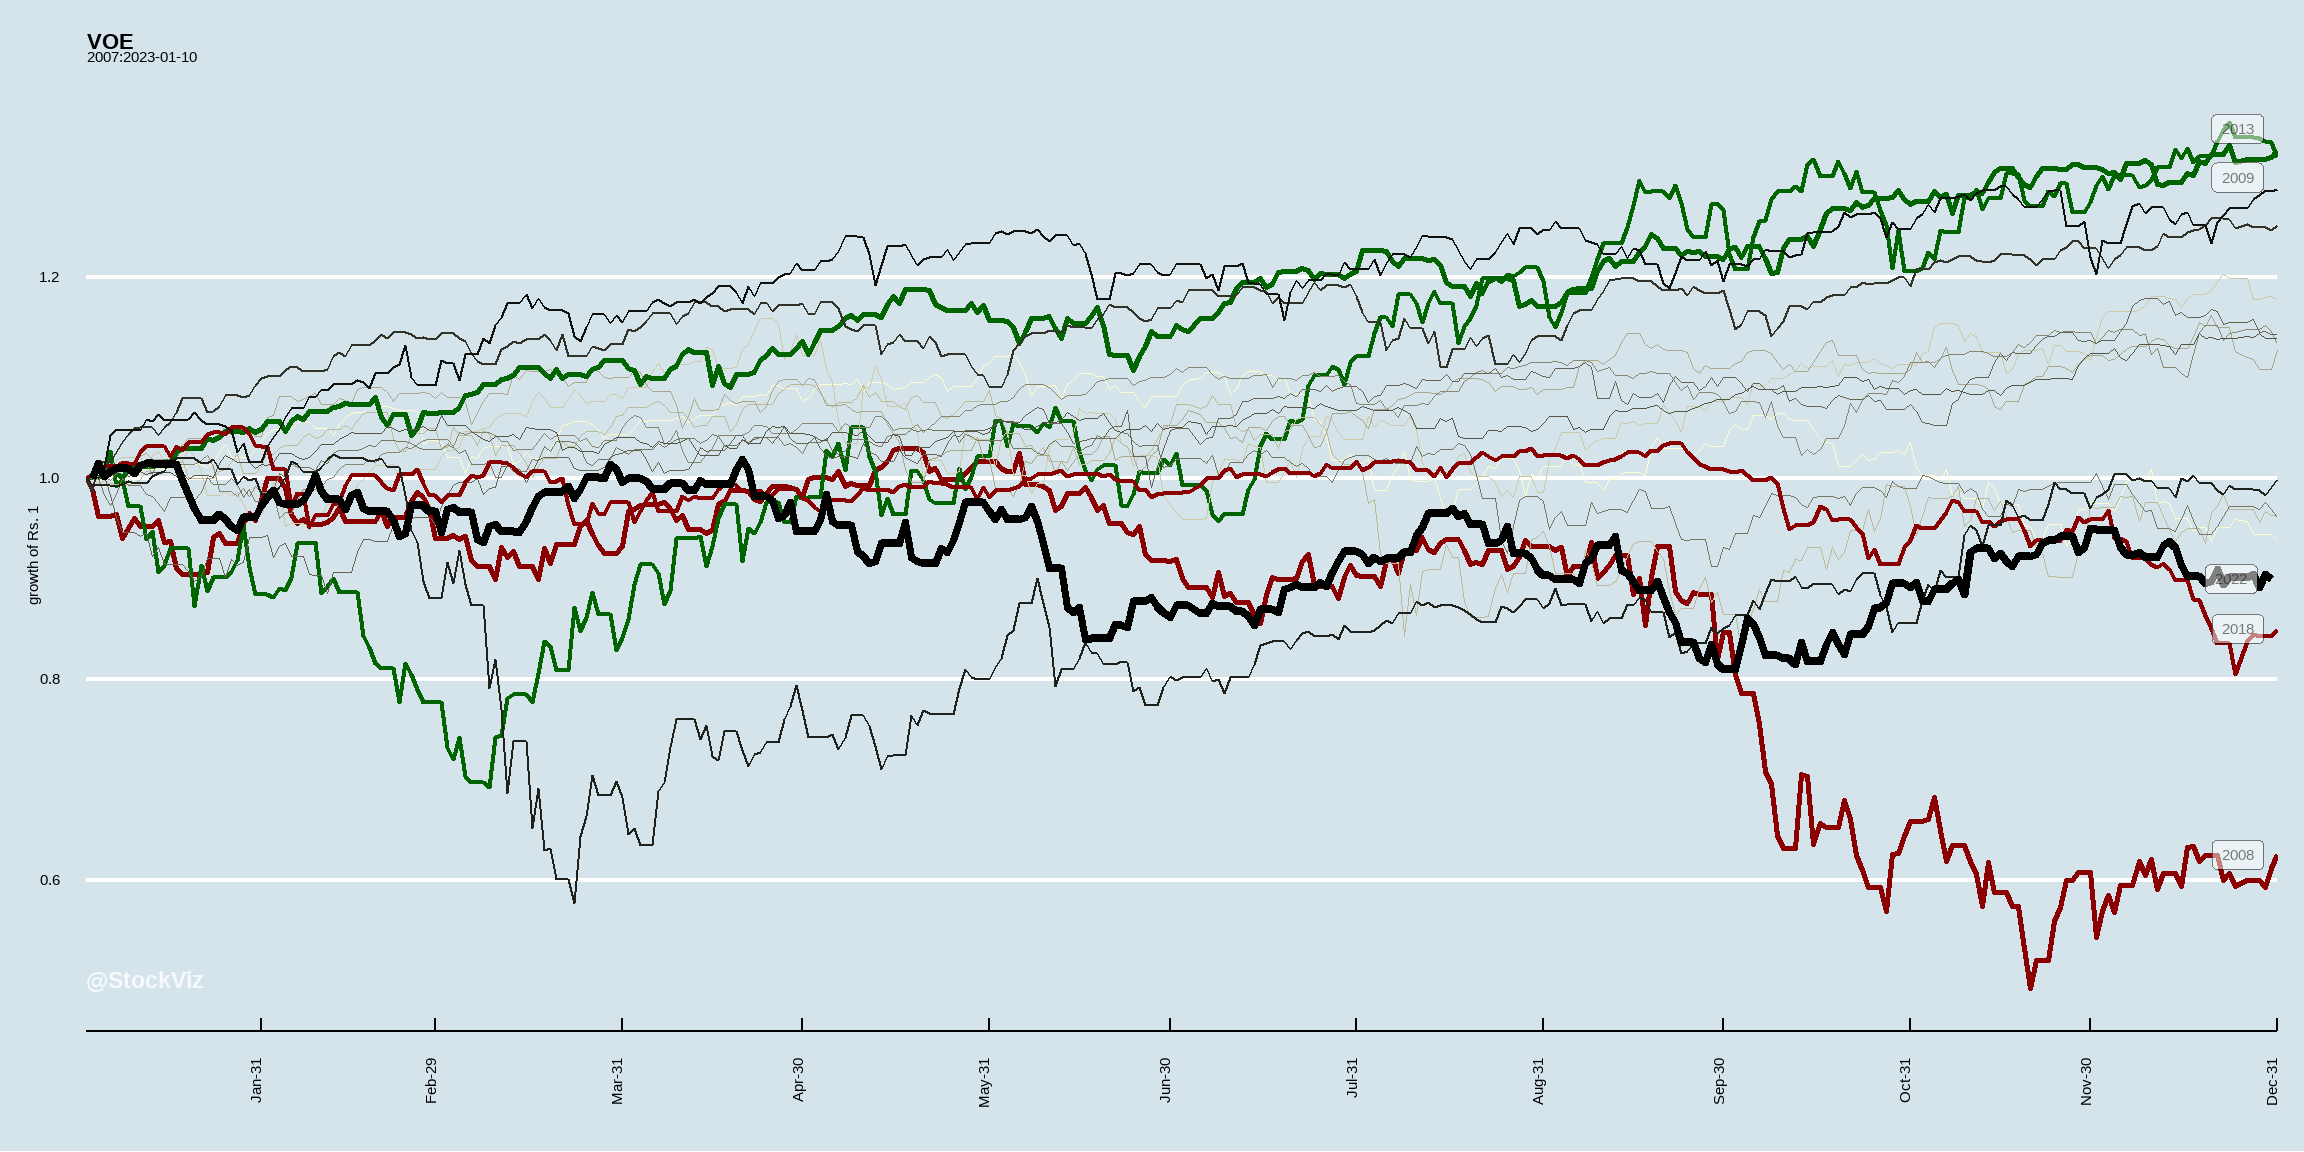 VOE
2007:2023-01-10
2013
2009
1.2
1.0
growth of Rs. 1
2022
2018
0.8
2008
0.6
@StockViz
Jan-31
Feb-29
Mar-31
Apr-30
May-31
Jun-30
Jul-31
Aug-31
Sep-30
Oct-31
Nov-30
Dec-31